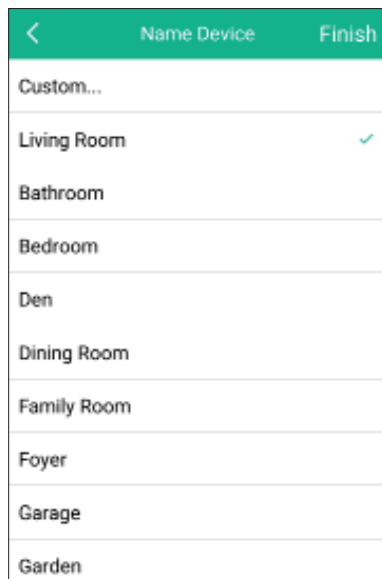 Name Device Finish
Custom...
Living Room
Bathroom
Bedroom
Den
Dining Room
Family Room
Foyer
Garage
Garden